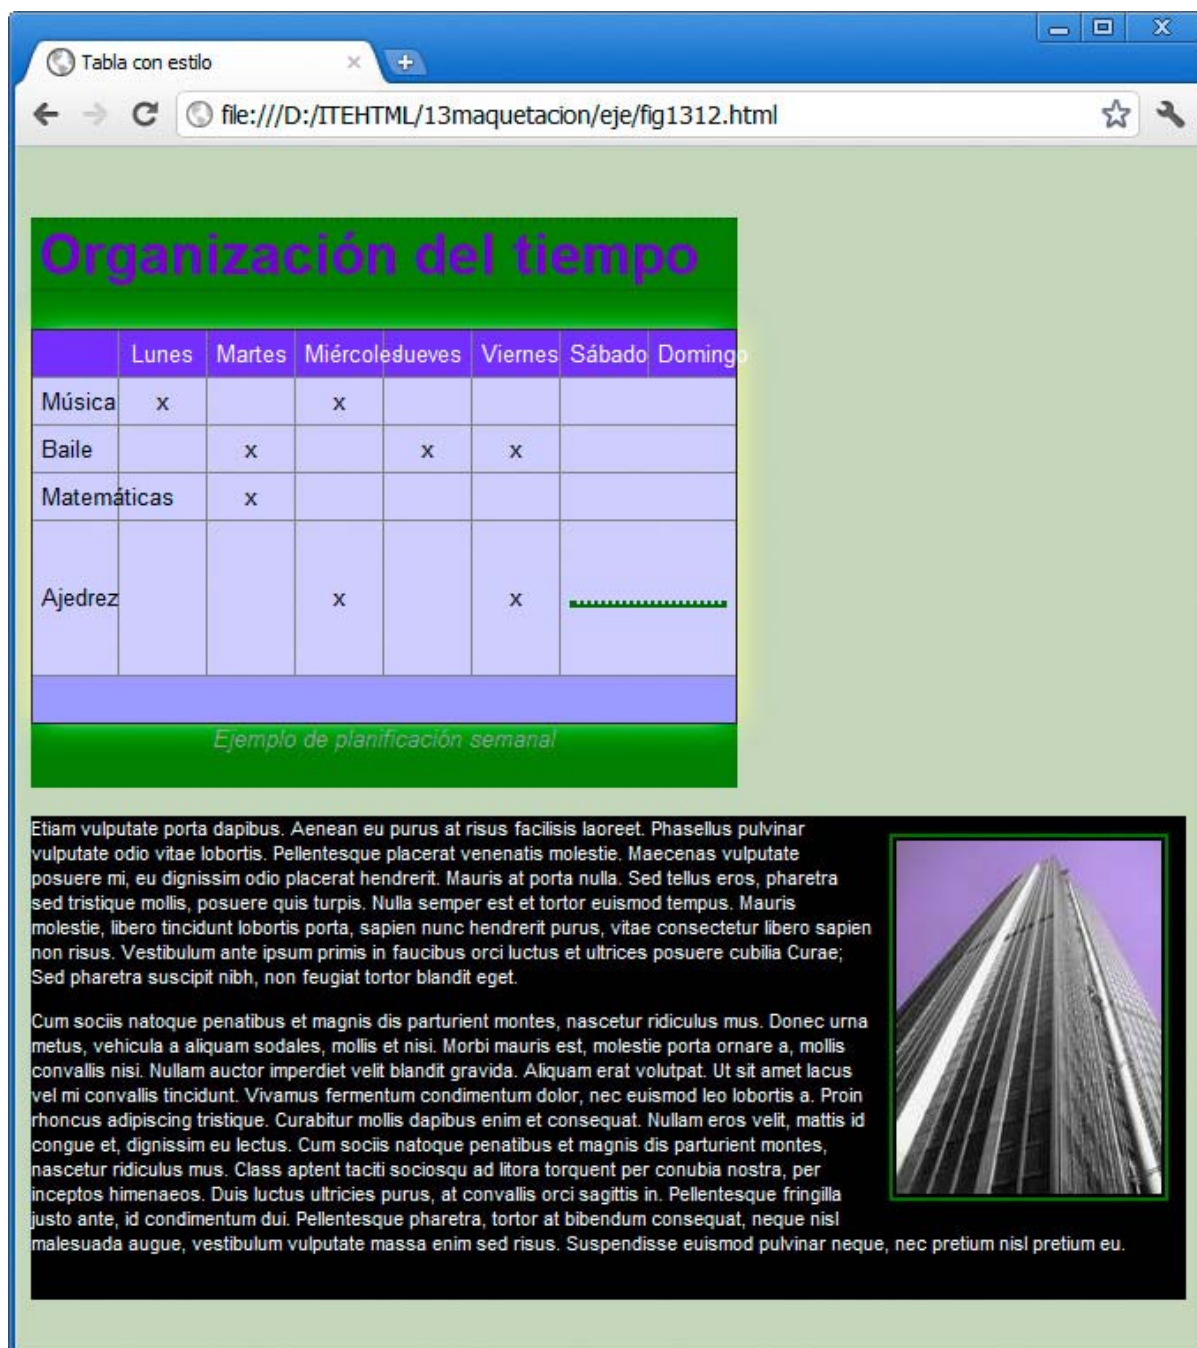 Tabla con estilo
file:///D:/ITEHTML/13maquetacion/eje/fig1312.html
Organización del tiempo
Lunes Martes Miércoles Jueves Viernes Sábado Domingo
Música x x
Baile x x x
Matemáticas x
Ajedrez x x
Ejemplo de planificación semanal
Etiam vulputate porta dapibus. Aenean eu purus at risus facilisis laoreet. Phasellus pulvinar
vulputate odio vitae lobortis. Pellentesque placerat venenatis molestie. Maecenas vulputate
posuere mi, eu dignissim odio placerat hendrerit. Mauris at porta nulla. Sed tellus eros, pharetra
sed tristique mollis, posuere quis turpis. Nulla semper est et tortor euismod tempus. Mauris
molestie, libero tincidunt lobortis porta, sapien nunc hendrerit purus, vitae consectetur libero sapien
non risus. Vestibulum ante ipsum primis in faucibus orci luctus et ultrices posuere cubilia Curae;
Sed pharetra suscipit nibh, non feugiat tortor blandit eget.
Cum sociis natoque penatibus et magnis dis parturient montes, nascetur ridiculus mus. Donec urna
metus, vehicula a aliquam sodales, mollis et nisi. Morbi mauris est, molestie porta ornare a, mollis
convallis nisi. Nullam auctor imperdiet velit blandit gravida. Aliquam erat volutpat. Ut sit amet lacus
vel mi convallis tincidunt. Vivamus fermentum condimentum dolor, nec euismod leo lobortis a. Proin
rhoncus adipiscing tristique. Curabitur mollis dapibus enim et consequat. Nullam eros velit, mattis id
congue et, dignissim eu lectus. Cum sociis natoque penatibus et magnis dis parturient montes,
nascetur ridiculus mus. Class aptent taciti sociosqu ad litora torquent per conubia nostra, per
inceptos himenaeos. Duis luctus ultricies purus, at convallis orci sagittis in. Pellentesque fringilla
justo ante, id condimentum dui. Pellentesque pharetra, tortor at bibendum consequat, neque nisl
malesuada augue, vestibulum vulputate massa enim sed risus. Suspendisse euismod pulvinar neque, nec pretium nisl pretium eu.